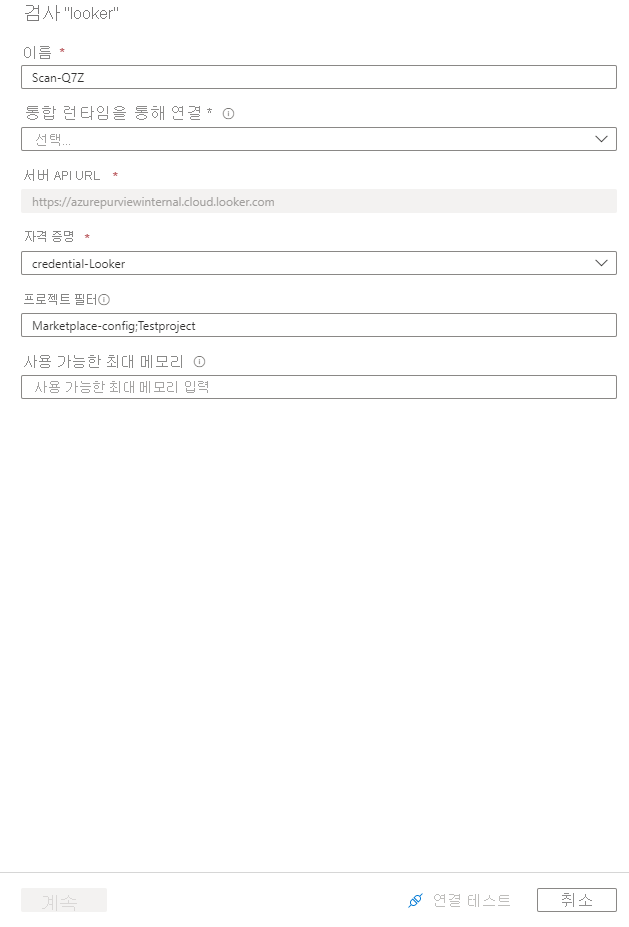 검사 "looker"
이름 *
Scan-Q7Z
통합 런타임을 통해 연결 *
선택...
서버 API URL *
https://azurepurviewinternal.cloud.looker.com
자격 증명 *
credential-Looker
프로젝트 필터
Marketplace-config;Testproject
사용 가능한 최대 메모리
사용 가능한 최대 메모리 입력
계속 연결 테스트 취소